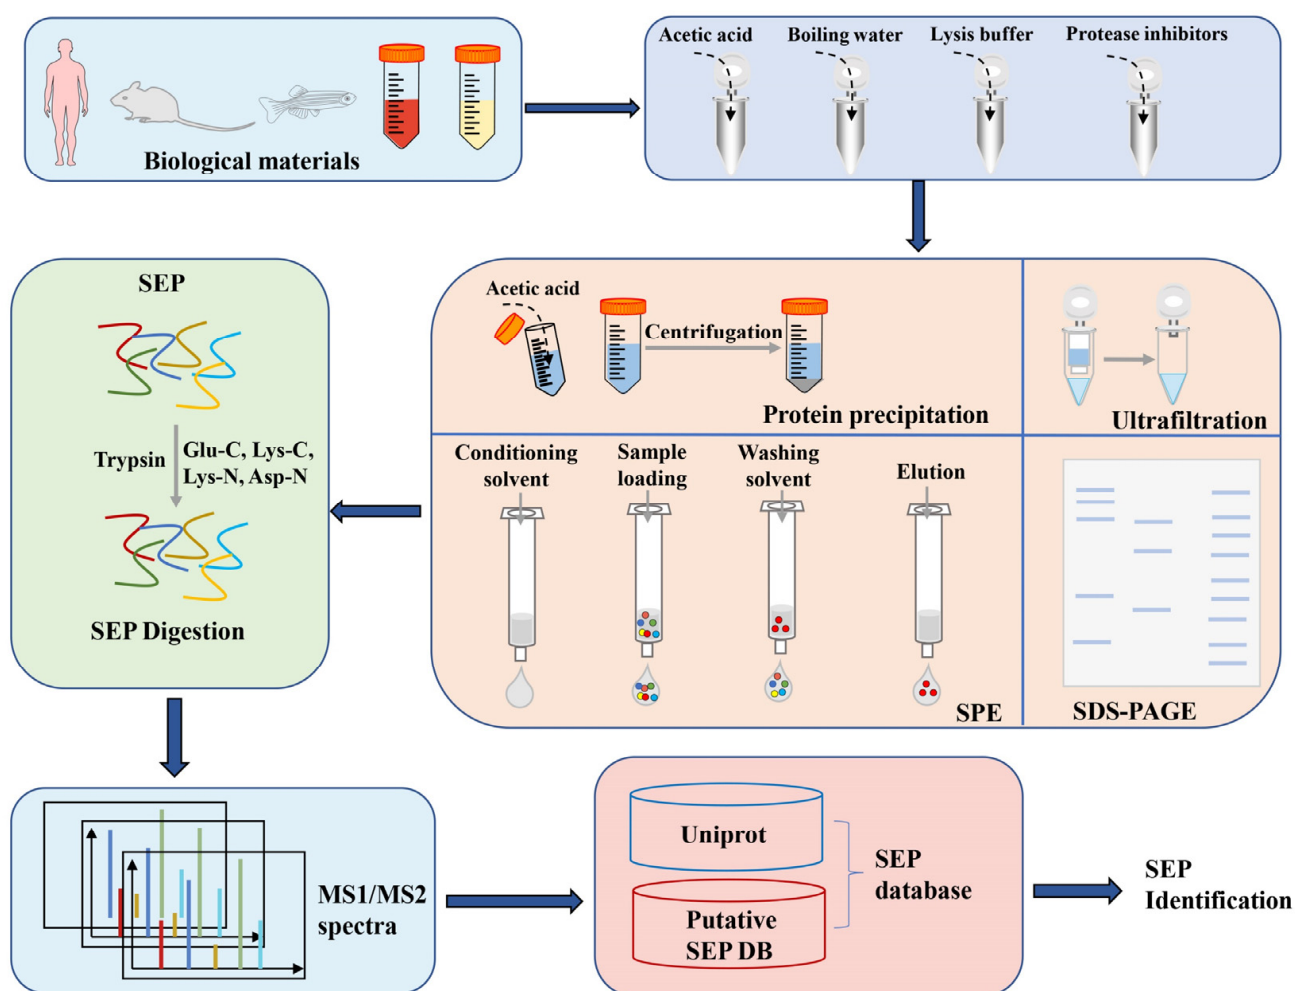 Biological materials
Acetic acid
Boiling water
Lysis buffer
Protease inhibitors
Acetic acid
Centrifugation
Protein precipitation
Ultrafiltration
Conditioning
solvent
Sample
loading
Washing
solvent
Elution
SPE
SDS-PAGE
SEP
Trypsin
Glu-C, Lys-C,
Lys-N, Asp-N
SEP Digestion
MS1/MS2
spectra
Uniprot
Putative
SEP DB
SEP
database
SEP
Identification